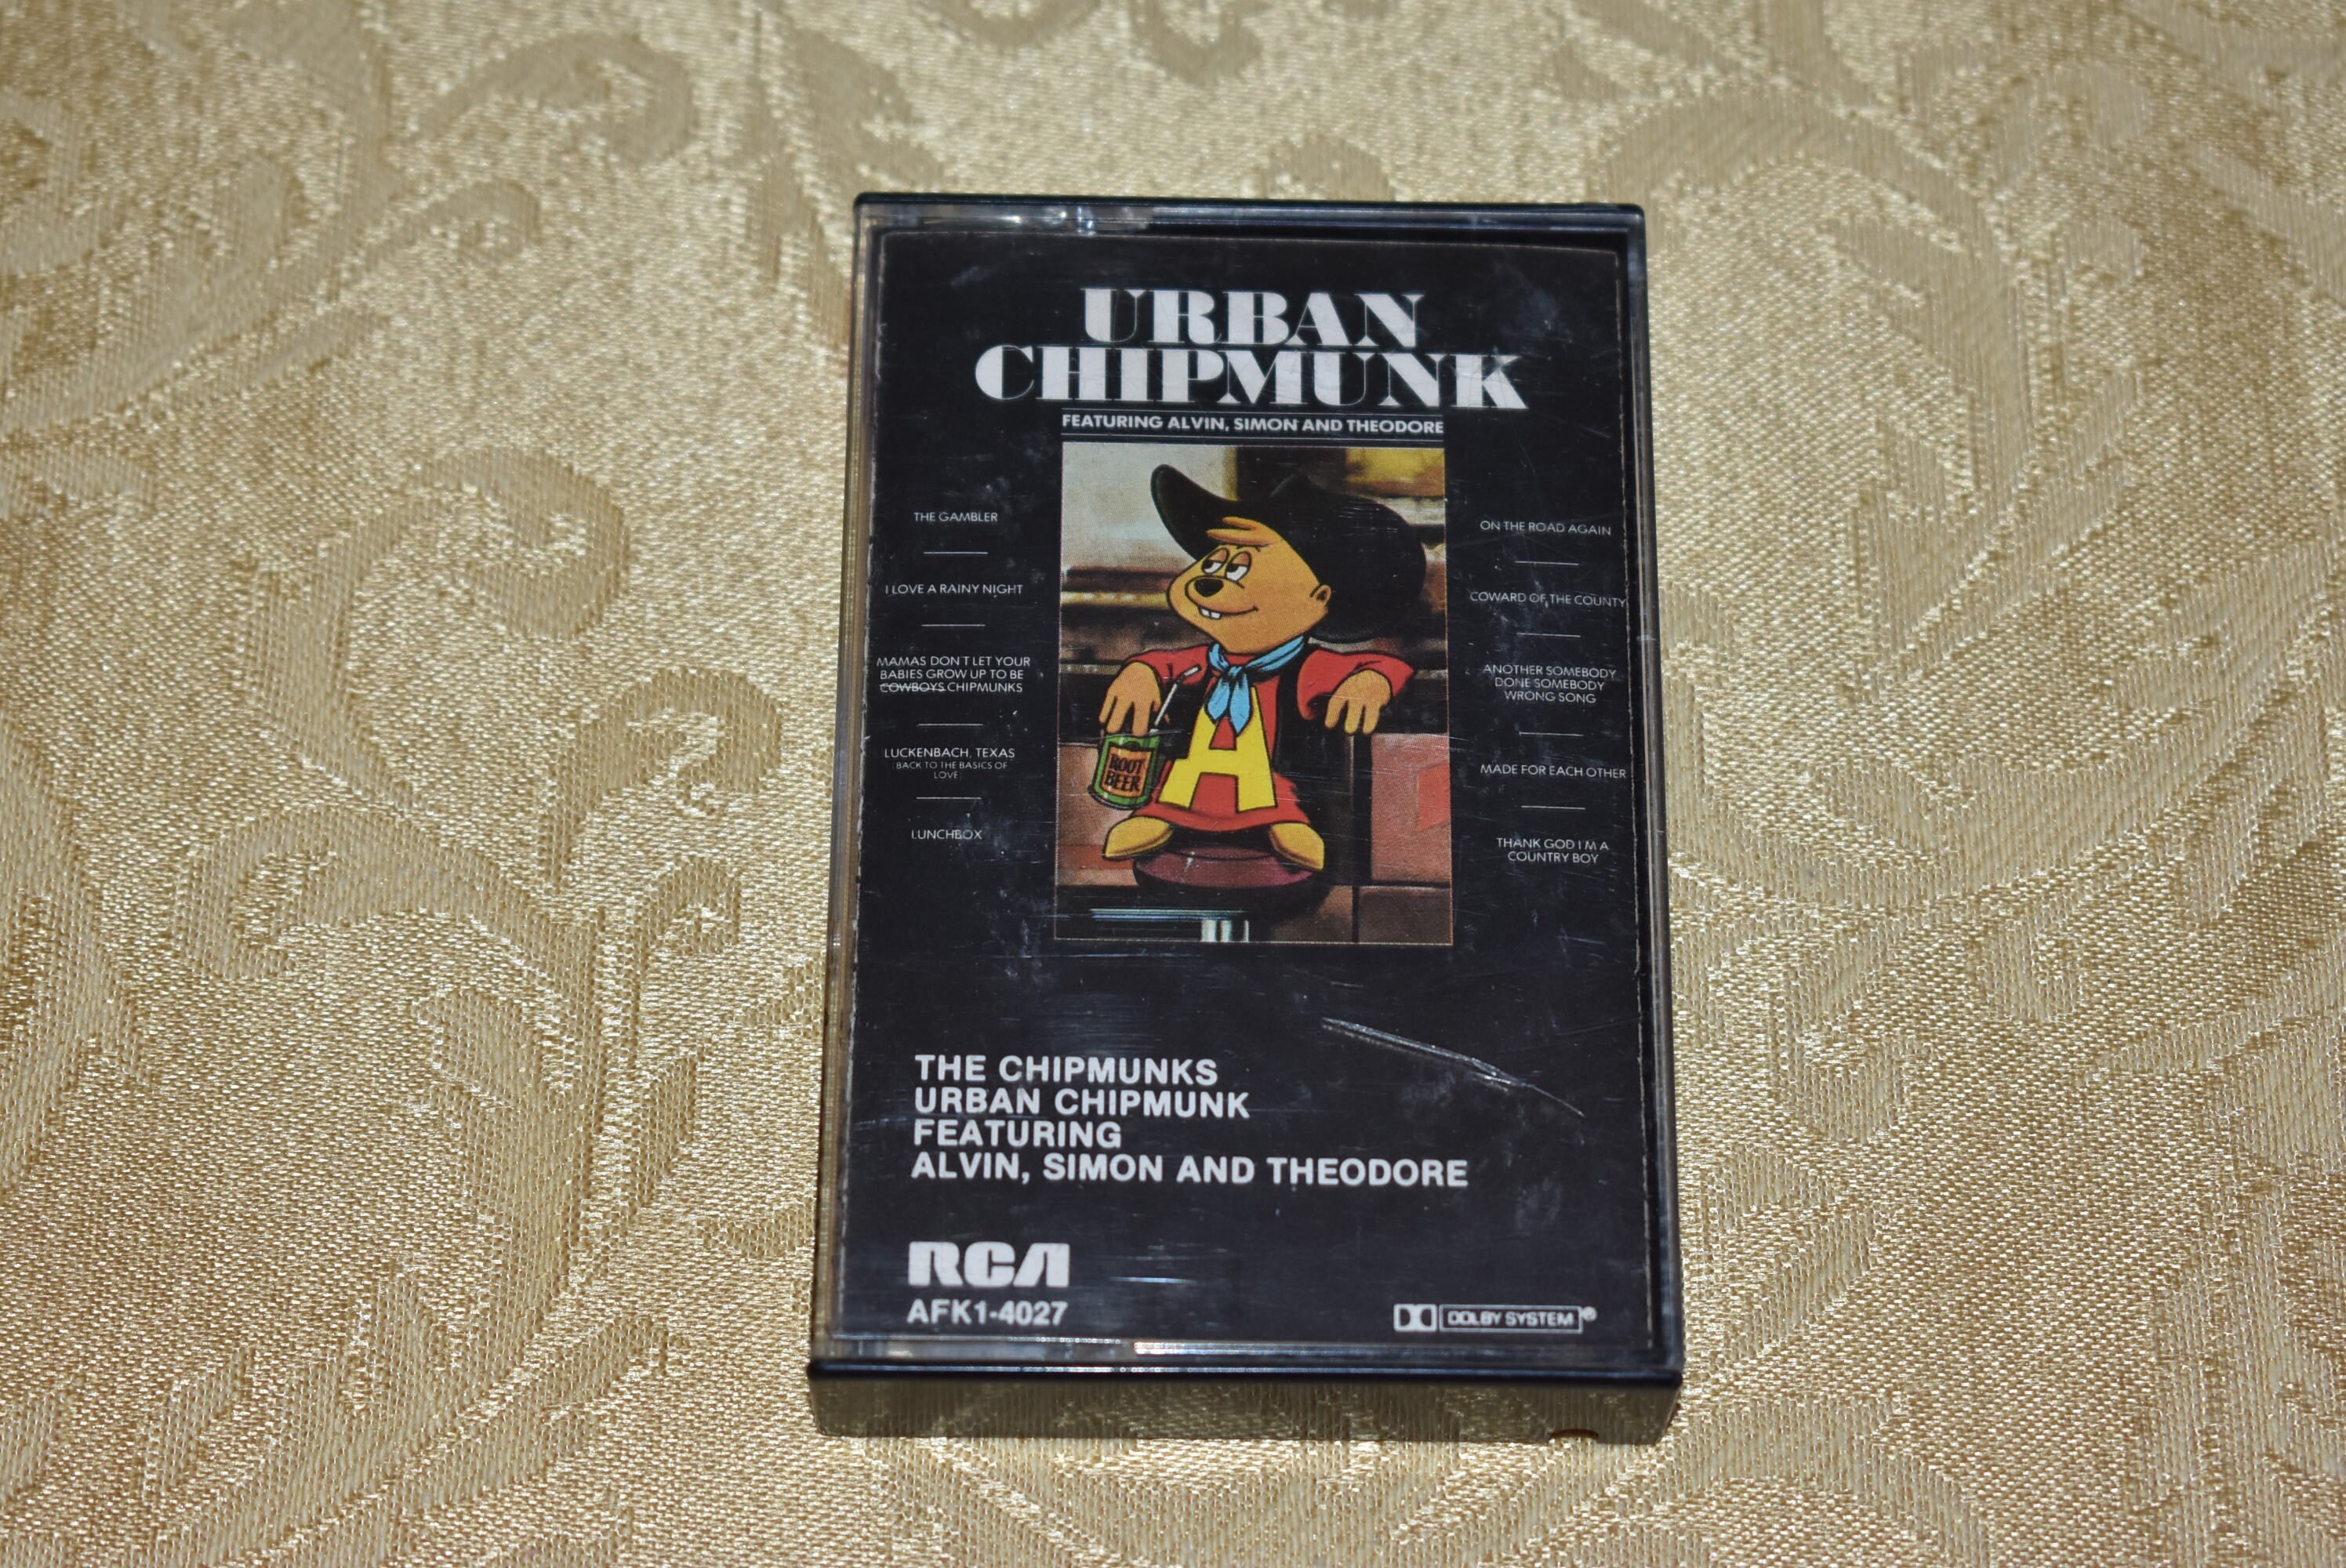 URBAN
CHIPMUNK
FEATURING ALVIN, SIMON AND THEODORE
THE GAMBLER
I LOVE A RAINY NIGHT
MAMAS DON'T LET YOUR
BABIES GROW UP TO BE
COWBOYS CHIPMUNKS
LUCKENBACH, TEXAS
BACK TO THE BASICS OF
LOVE
LUNCHBOX
ROOT
BEER
A
ON THE ROAD AGAIN
COWARD OF THE COUNTY
ANOTHER SOMEBODY
DONE SOMEBODY
WRONG SONG
MADE FOR EACH OTHER
THANK GOD I'M A
COUNTRY BOY
THE CHIPMUNKS
URBAN CHIPMUNK
FEATURING
ALVIN, SIMON AND THEODORE
RCA
AFK1-4027
DOLBY SYSTEM®